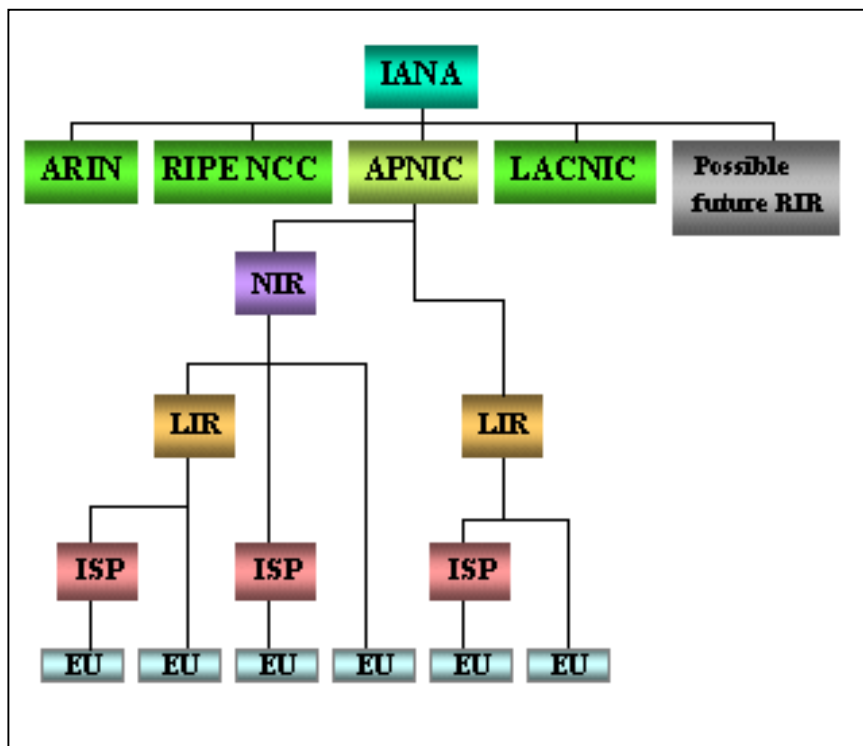 IANA
ARIN
RIPE NCC
APNIC
LACNIC
Possible
future RIR
NIR
LIR
LIR
ISP
ISP
ISP
EU
EU
EU
EU
EU
EU